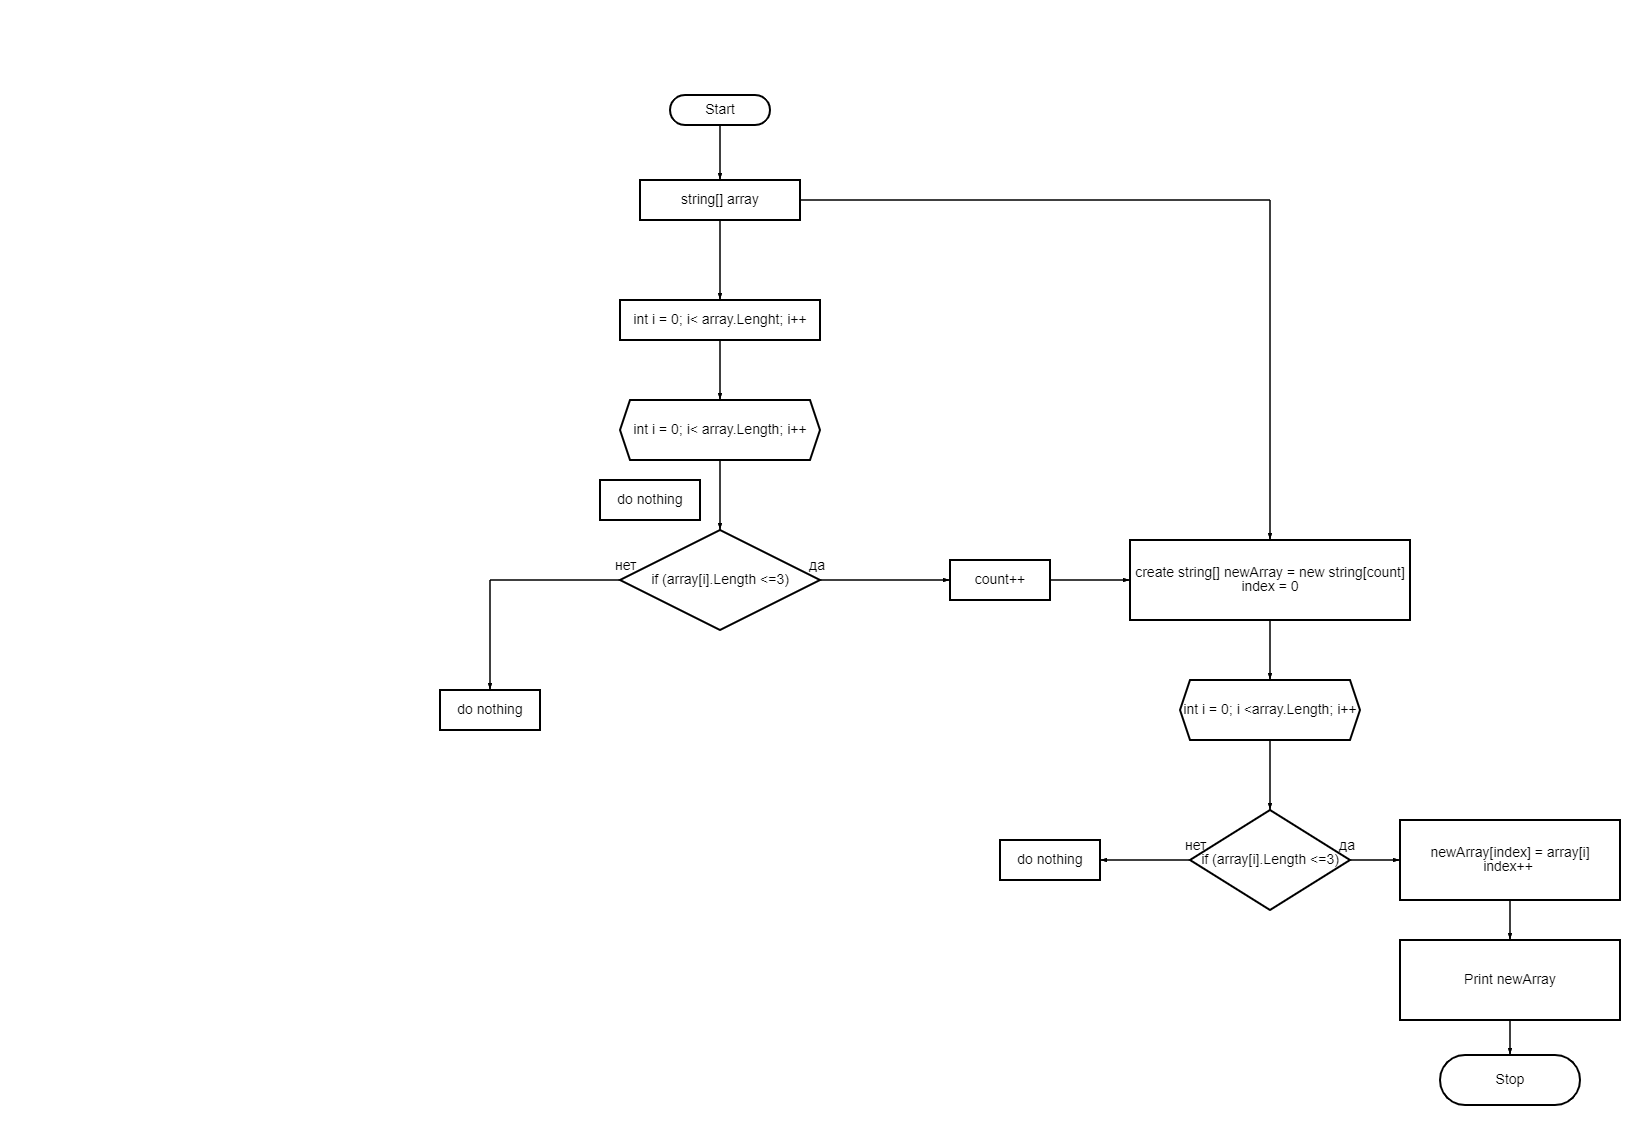 Start
string[] array
int i = 0; i< array.Lenght; i++
int i = 0; i< array.Length; i++
do nothing
нет
да
if (array[i].Length <=3)
count++
create string[] newArray = new string[count]
index = 0
do nothing
int i = 0; i <array.Length; i++
нет
да
do nothing
if (array[i].Length <=3)
newArray[index] = array[i]
index++
Print newArray
Stop